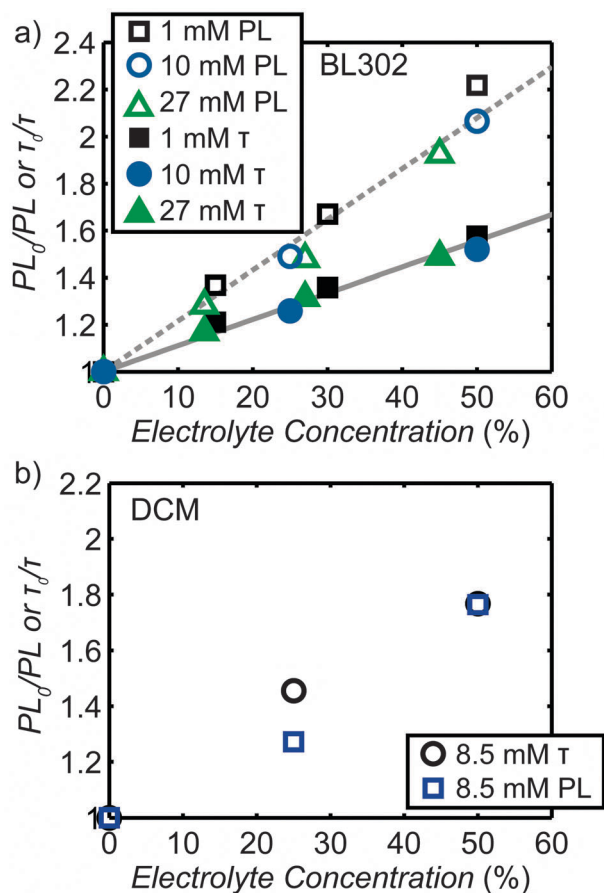 a)
2.4
2.2
2
1.8
1.6
1.4
1.2
1
PL₀/PL or τ₀/τ
1 mM PL
10 mM PL
27 mM PL
1 mM τ
10 mM τ
27 mM τ
BL302
0 10 20 30 40 50 60
Electrolyte Concentration (%)
b)
2.2
2
1.8
1.6
1.4
1.2
1
PL₀/PL or τ₀/τ
DCM
8.5 mM τ
8.5 mM PL
0 10 20 30 40 50 60
Electrolyte Concentration (%)